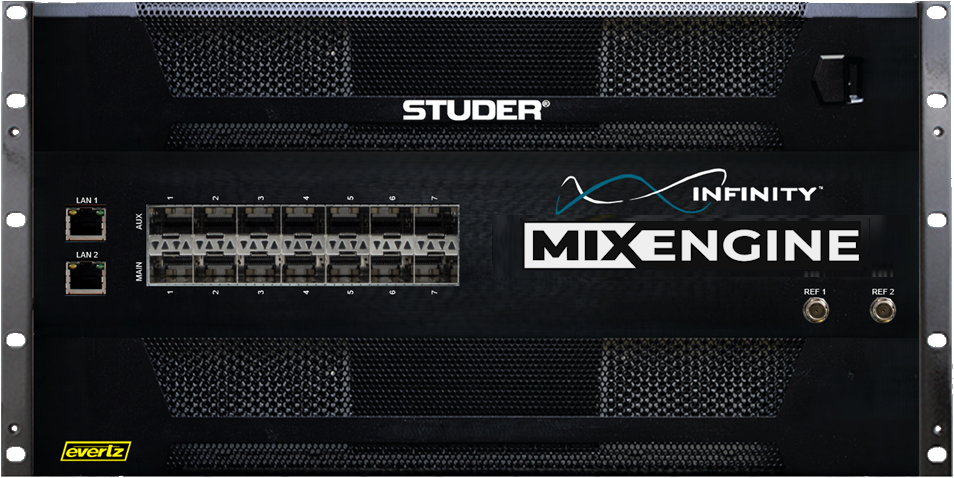 STUDER®
INFINITY™
MIXENGINE
LAN 1
LAN 2
AUX
1 2 3 4 5 6 7
MAIN
1 2 3 4 5 6 7
REF 1
REF 2
evertz